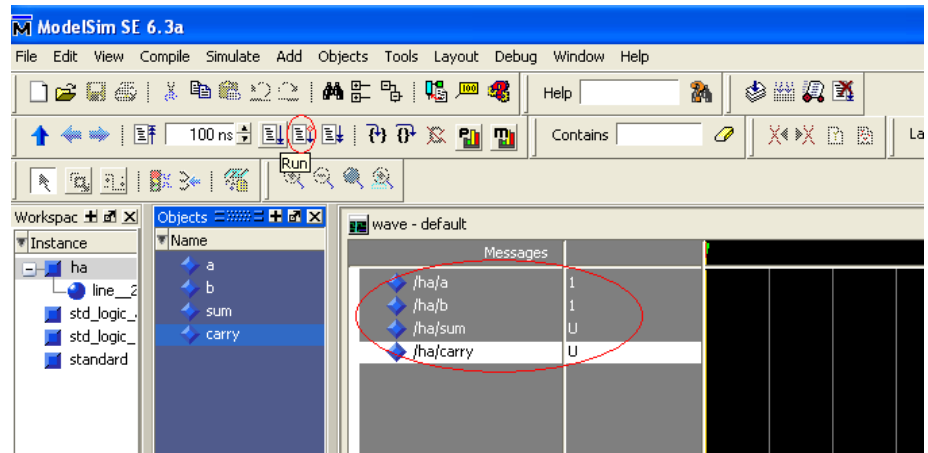 ModelSim SE 6.3a
File Edit View Compile Simulate Add Objects Tools Layout Debug Window Help
Help
100 ns
Contains
La
Run
Workspac
Objects
wave - default
Instance
Name
Messages
ha
line__2
std_logic_
std_logic_
standard
a
b
sum
carry
/ha/a 1
/ha/b 1
/ha/sum U
/ha/carry U